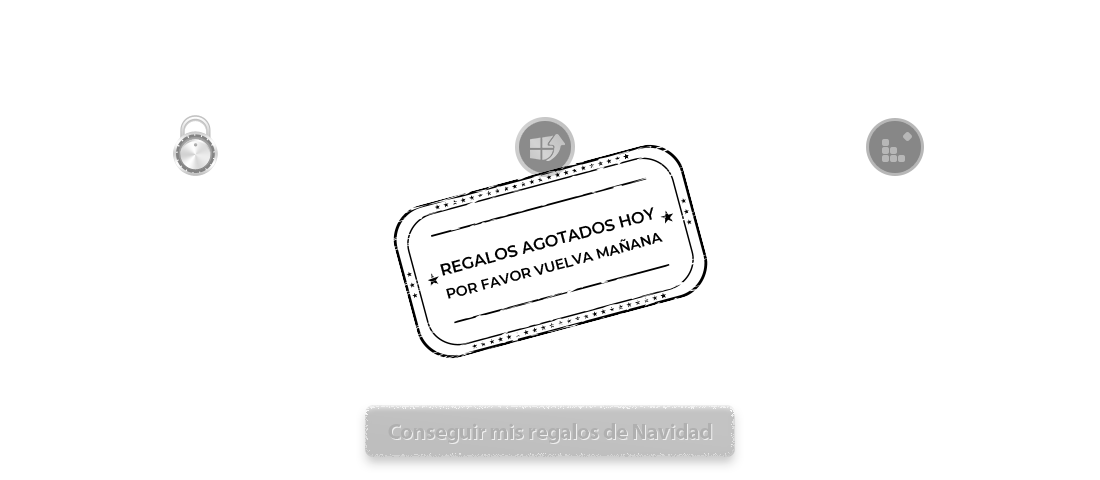 REGALOS AGOTADOS HOY
POR FAVOR VUELVA MAÑANA
Conseguir mis regalos de Navidad